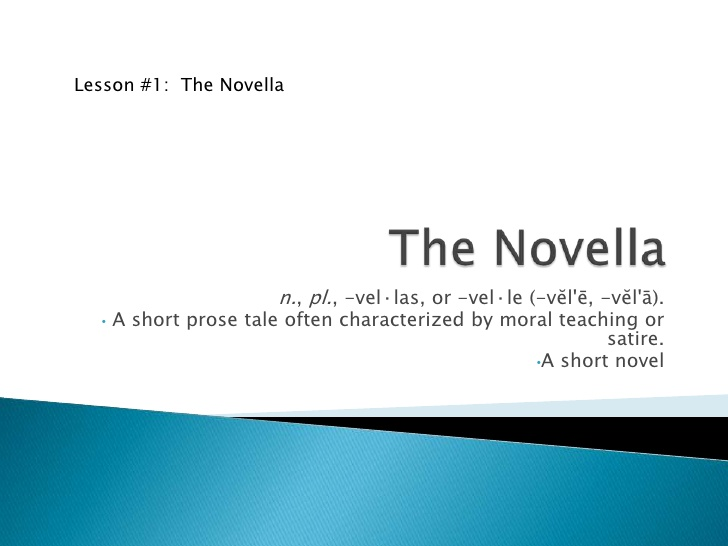 Lesson #1:  The Novella
The Novella
n., pl., -vel·las, or -vel·le (-vĕl'ē, -vĕl'ā).
• A short prose tale often characterized by moral teaching or
satire.
•A short novel